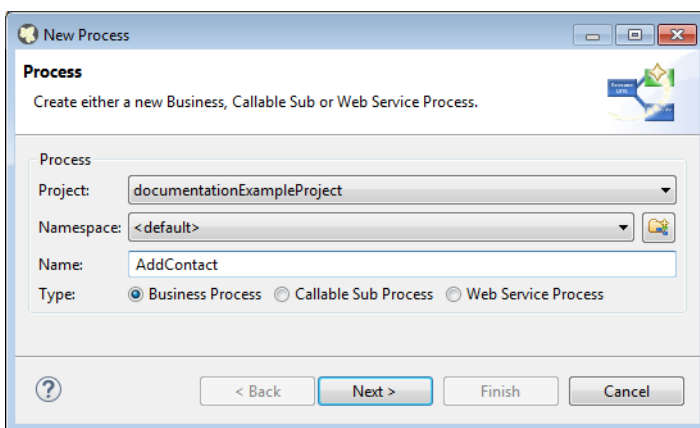 New Process
Process
Create either a new Business, Callable Sub or Web Service Process.
Process
Project: documentationExampleProject
Namespace: <default>
Name: AddContact
Type: Business Process Callable Sub Process Web Service Process
? < Back Next > Finish Cancel